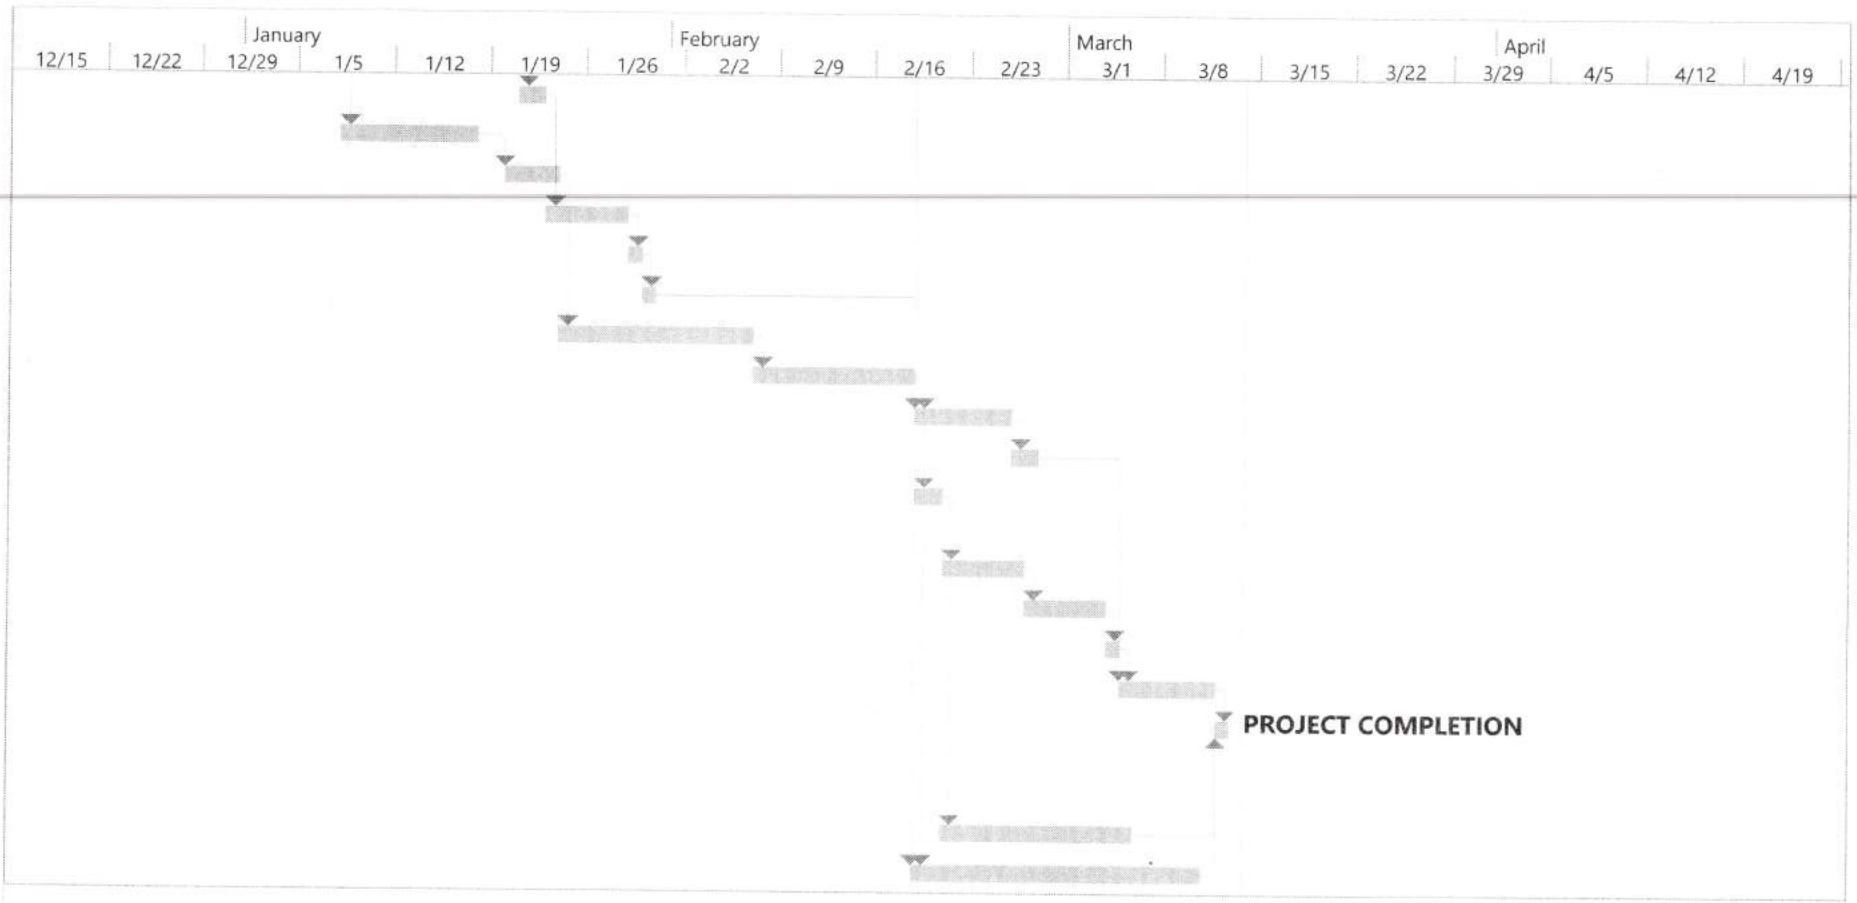 January February March April
12/15 12/22 12/29 1/5 1/12 1/19 1/26 2/2 2/9 2/16 2/23 3/1 3/8 3/15 3/22 3/29 4/5 4/12 4/19
PROJECT COMPLETION